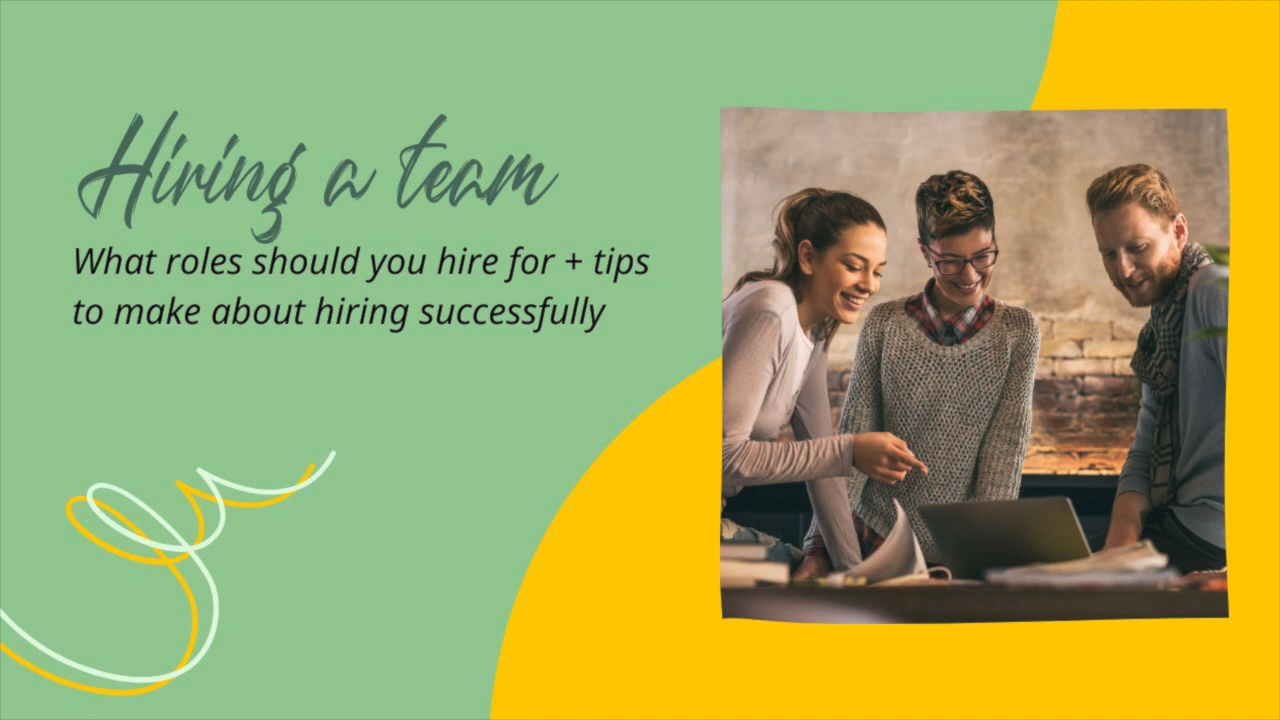 Hiring a team
What roles should you hire for + tips
to make about hiring successfully